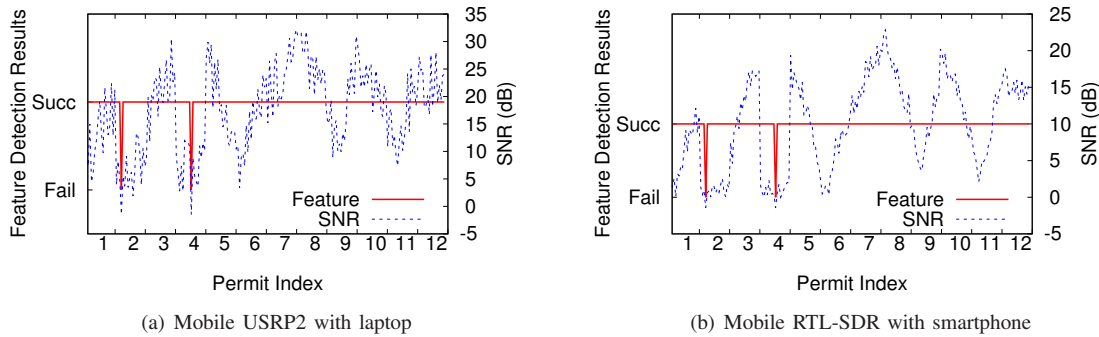 Feature Detection Results
Succ
Fail
35
30
25
20
15
10
5
0
-5
SNR (dB)
Feature
SNR
1 2 3 4 5 6 7 8 9 10 11 12
Permit Index
(a) Mobile USRP2 with laptop
Feature Detection Results
Succ
Fail
25
20
15
10
5
0
-5
SNR (dB)
Feature
SNR
1 2 3 4 5 6 7 8 9 10 11 12
Permit Index
(b) Mobile RTL-SDR with smartphone